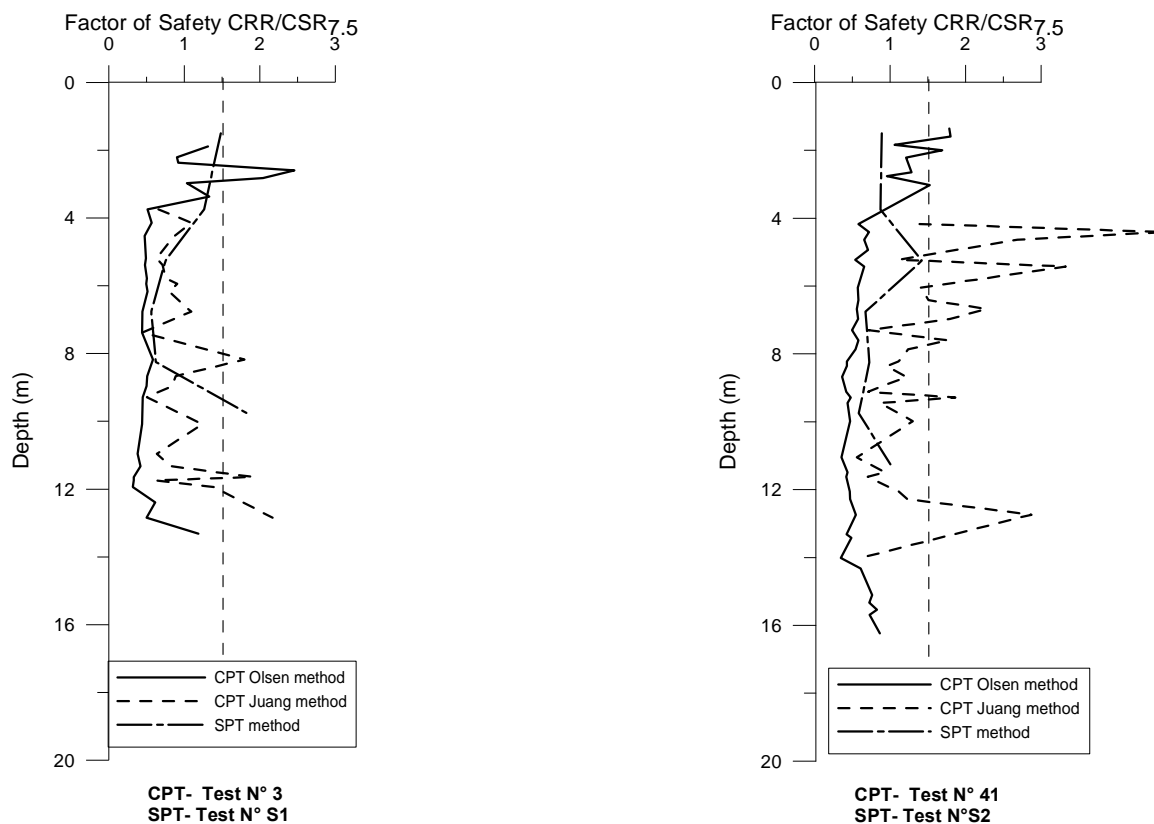 Factor of Safety CRR/CSR7.5
0 1 2 3
0
4
8
12
16
20
Depth (m)
CPT Olsen method
CPT Juang method
SPT method
CPT- Test N° 3
SPT- Test N° S1
Factor of Safety CRR/CSR7.5
0 1 2 3
0
4
8
12
16
20
Depth (m)
CPT Olsen method
CPT Juang method
SPT method
CPT- Test N° 41
SPT- Test N°S2